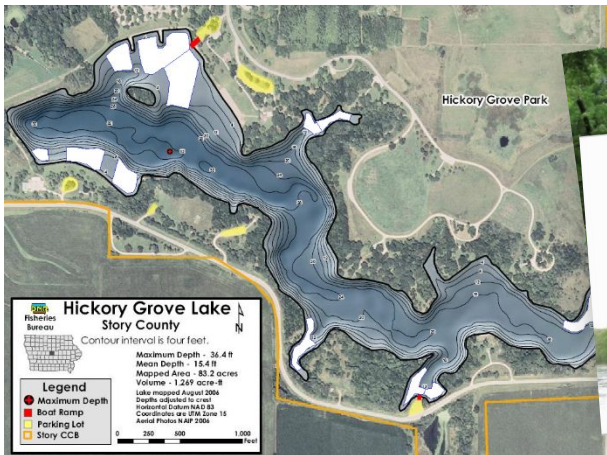 Hickory Grove Park
Fisheries
Bureau
Hickory Grove Lake
Story County
N
Contour interval is four feet.
Maximum Depth - 36.4 ft
Mean Depth - 15.4 ft
Mapped Area - 83.2 acres
Volume - 1,269 acre-ft
Lake mapped August 2006
Depths adjusted to crest
Horizontal Datum NAD 83
Coordinates are UTM Zone 15
Aerial Photos NAIP 2006
Legend
Maximum Depth
Boat Ramp
Parking Lot
Story CCB
0 250 500 1,000
Feet